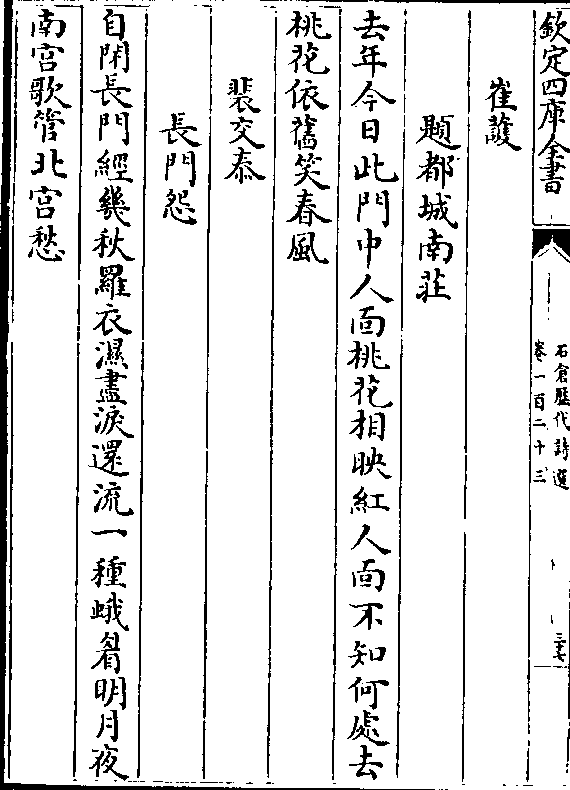 欽定四庫全書
石倉歷代詩選
卷一百二十三
崔䕶
題都城南莊
去年今日此門中人面桃花相映紅人面不知何處去
桃花依舊笑春風
裴交泰
長門怨
自閉長門經幾秋羅衣濕盡淚還流一種蛾眉明月夜
南宮歌管北宮愁